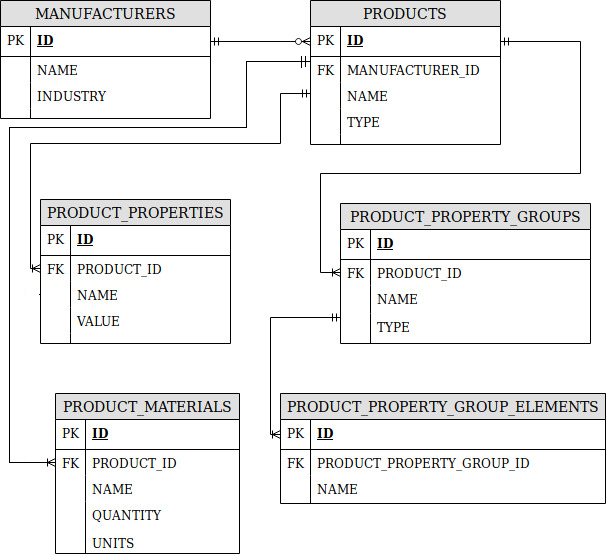 MANUFACTURERS
PK ID
NAME
INDUSTRY
PRODUCTS
PK ID
FK MANUFACTURER_ID
NAME
TYPE
PRODUCT_PROPERTIES
PK ID
FK PRODUCT_ID
NAME
VALUE
PRODUCT_PROPERTY_GROUPS
PK ID
FK PRODUCT_ID
NAME
TYPE
PRODUCT_MATERIALS
PK ID
FK PRODUCT_ID
NAME
QUANTITY
UNITS
PRODUCT_PROPERTY_GROUP_ELEMENTS
PK ID
FK PRODUCT_PROPERTY_GROUP_ID
NAME